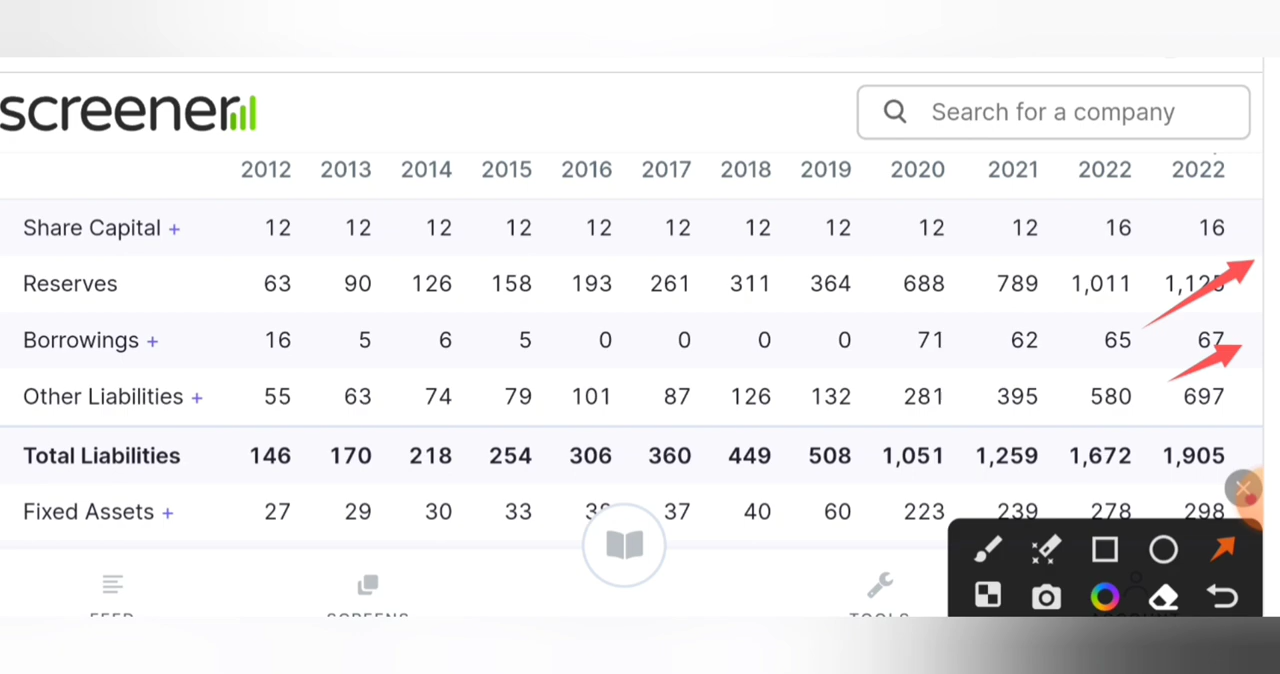 screener
Search for a company
2012 2013 2014 2015 2016 2017 2018 2019 2020 2021 2022 2022
Share Capital + 12 12 12 12 12 12 12 12 12 12 16 16
Reserves 63 90 126 158 193 261 311 364 688 789 1,011
Borrowings + 16 5 6 5 0 0 0 0 71 62 65 67
Other Liabilities + 55 63 74 79 101 87 126 132 281 395 580 697
Total Liabilities 146 170 218 254 306 360 449 508 1,051 1,259 1,672 1,905
Fixed Assets + 27 29 30 33 37 40 60 223 239 278 298
FEED SCREENS TOOLS